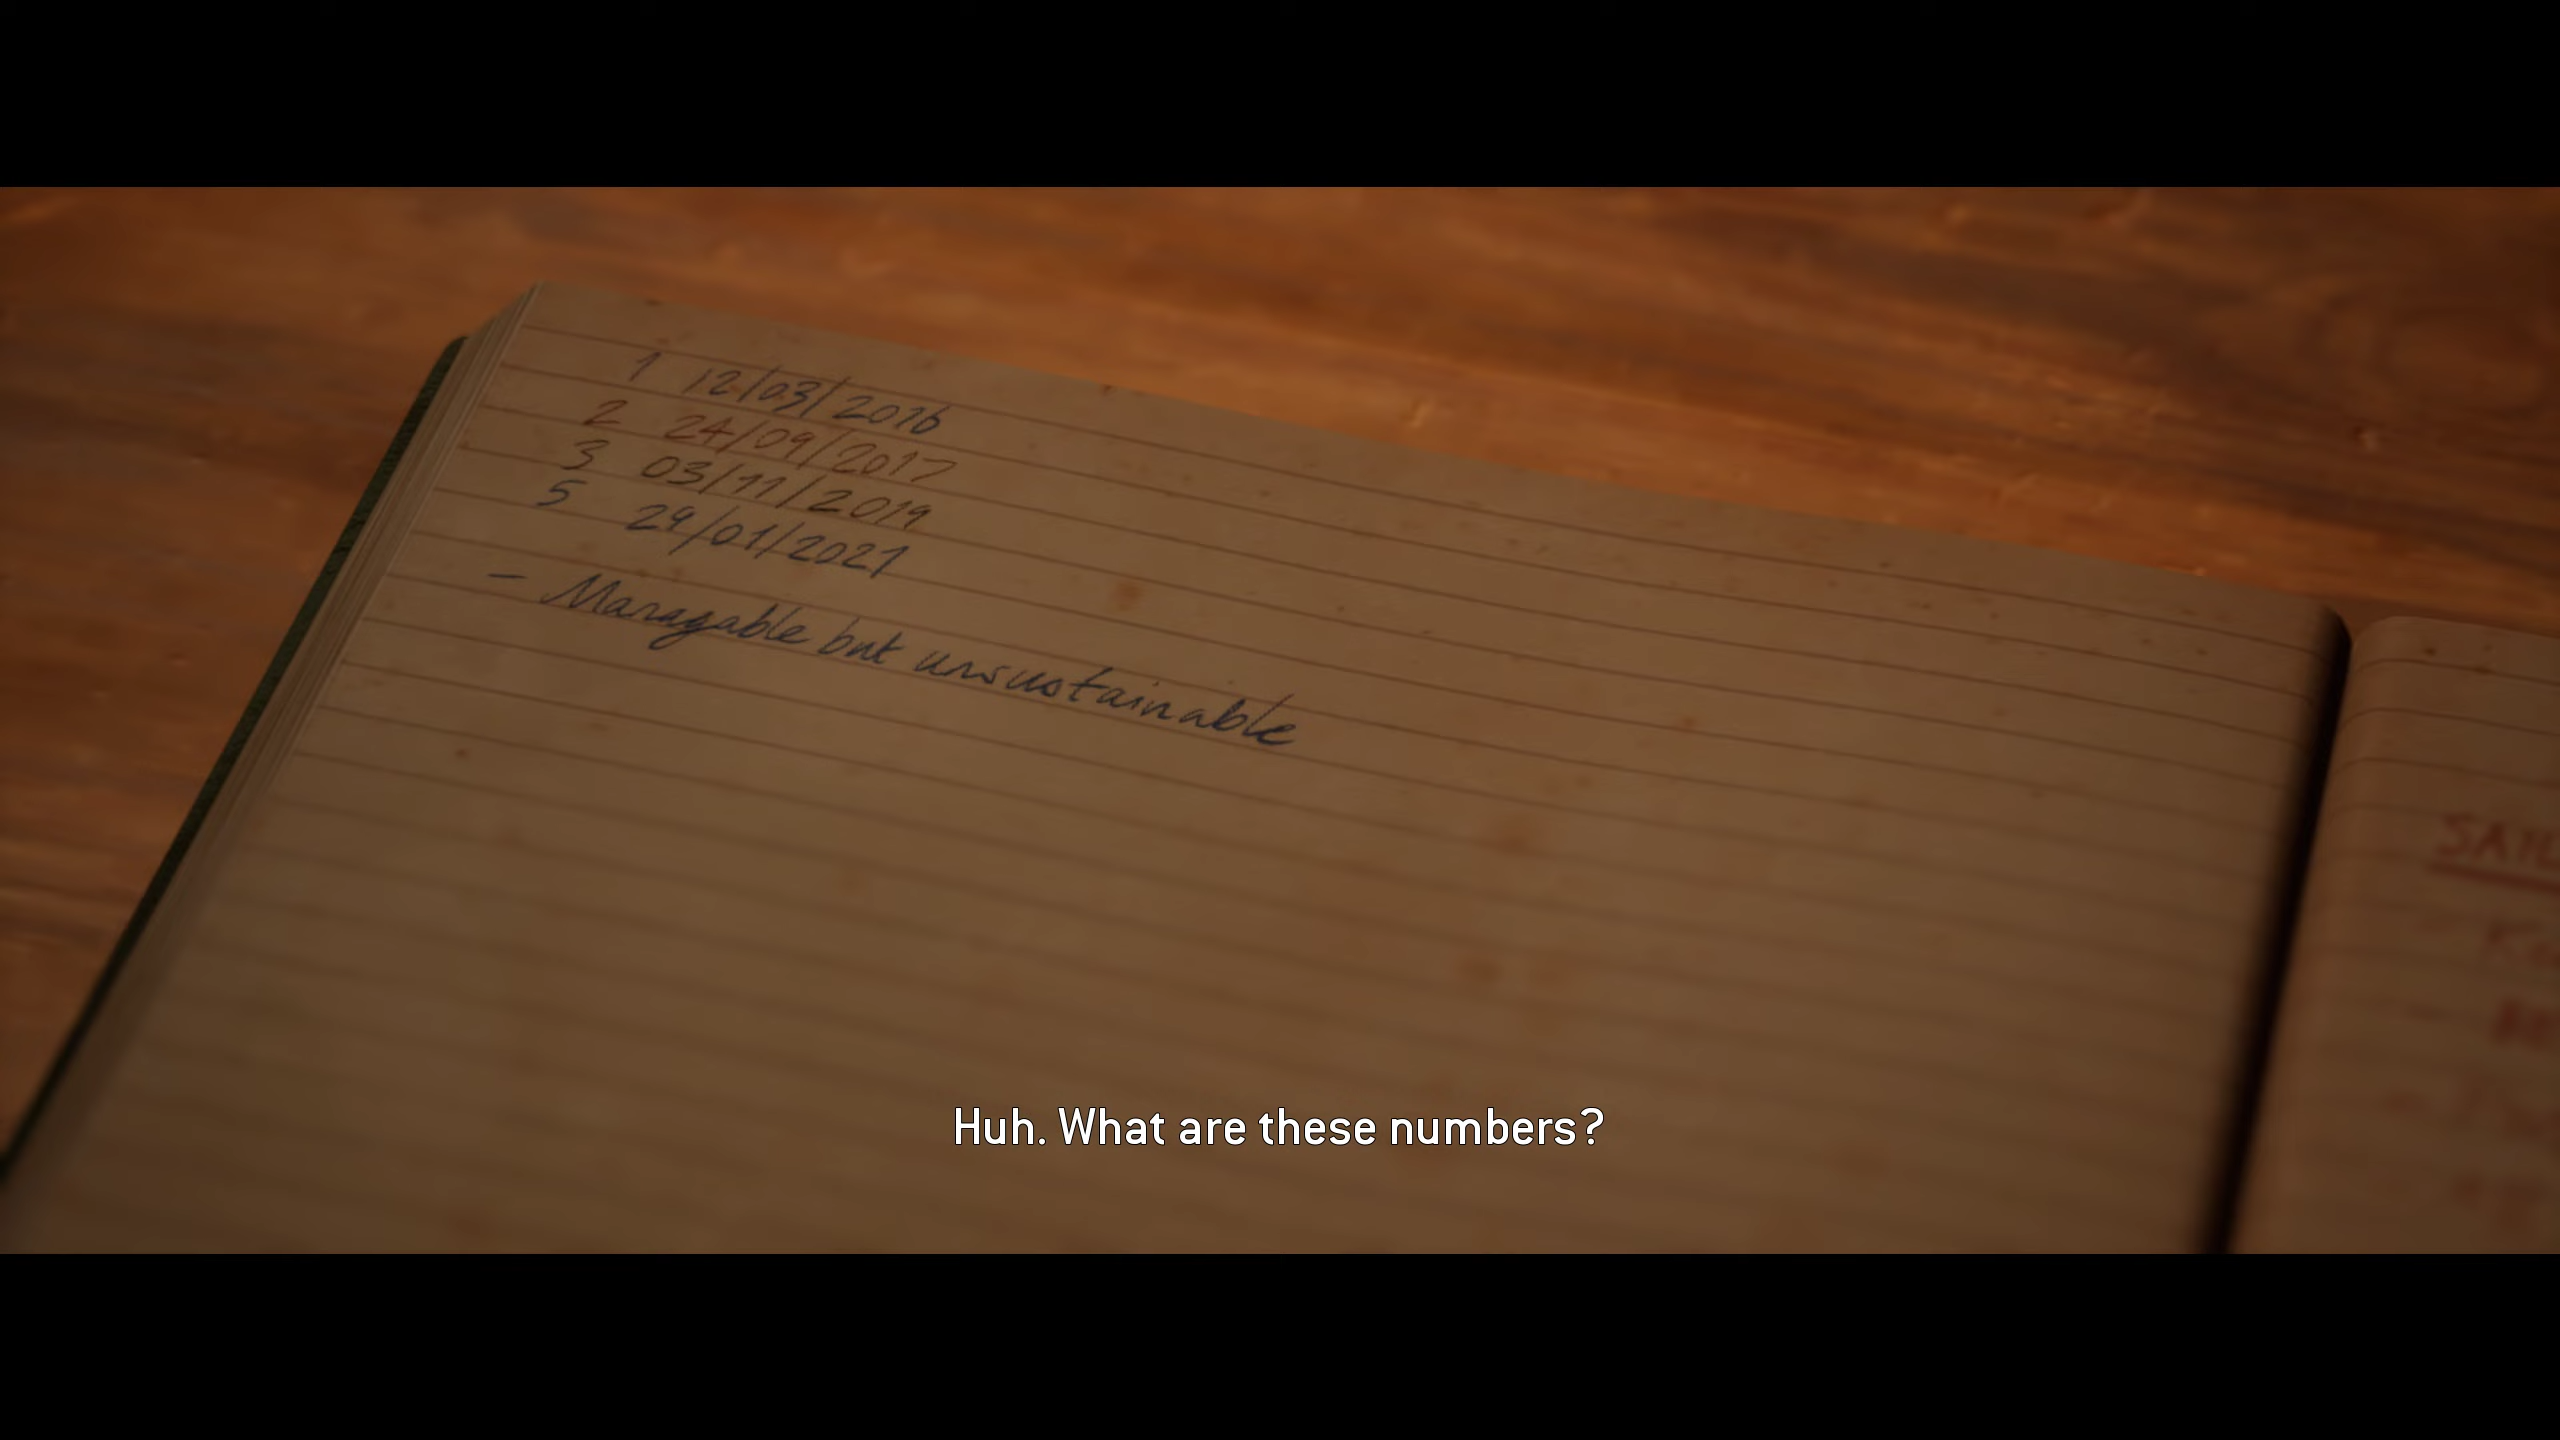 1 12/03/2016
2 24/09/2017
3 03/11/2019
5 29/01/2021
- Managable but unsustainable
Huh. What are these numbers?